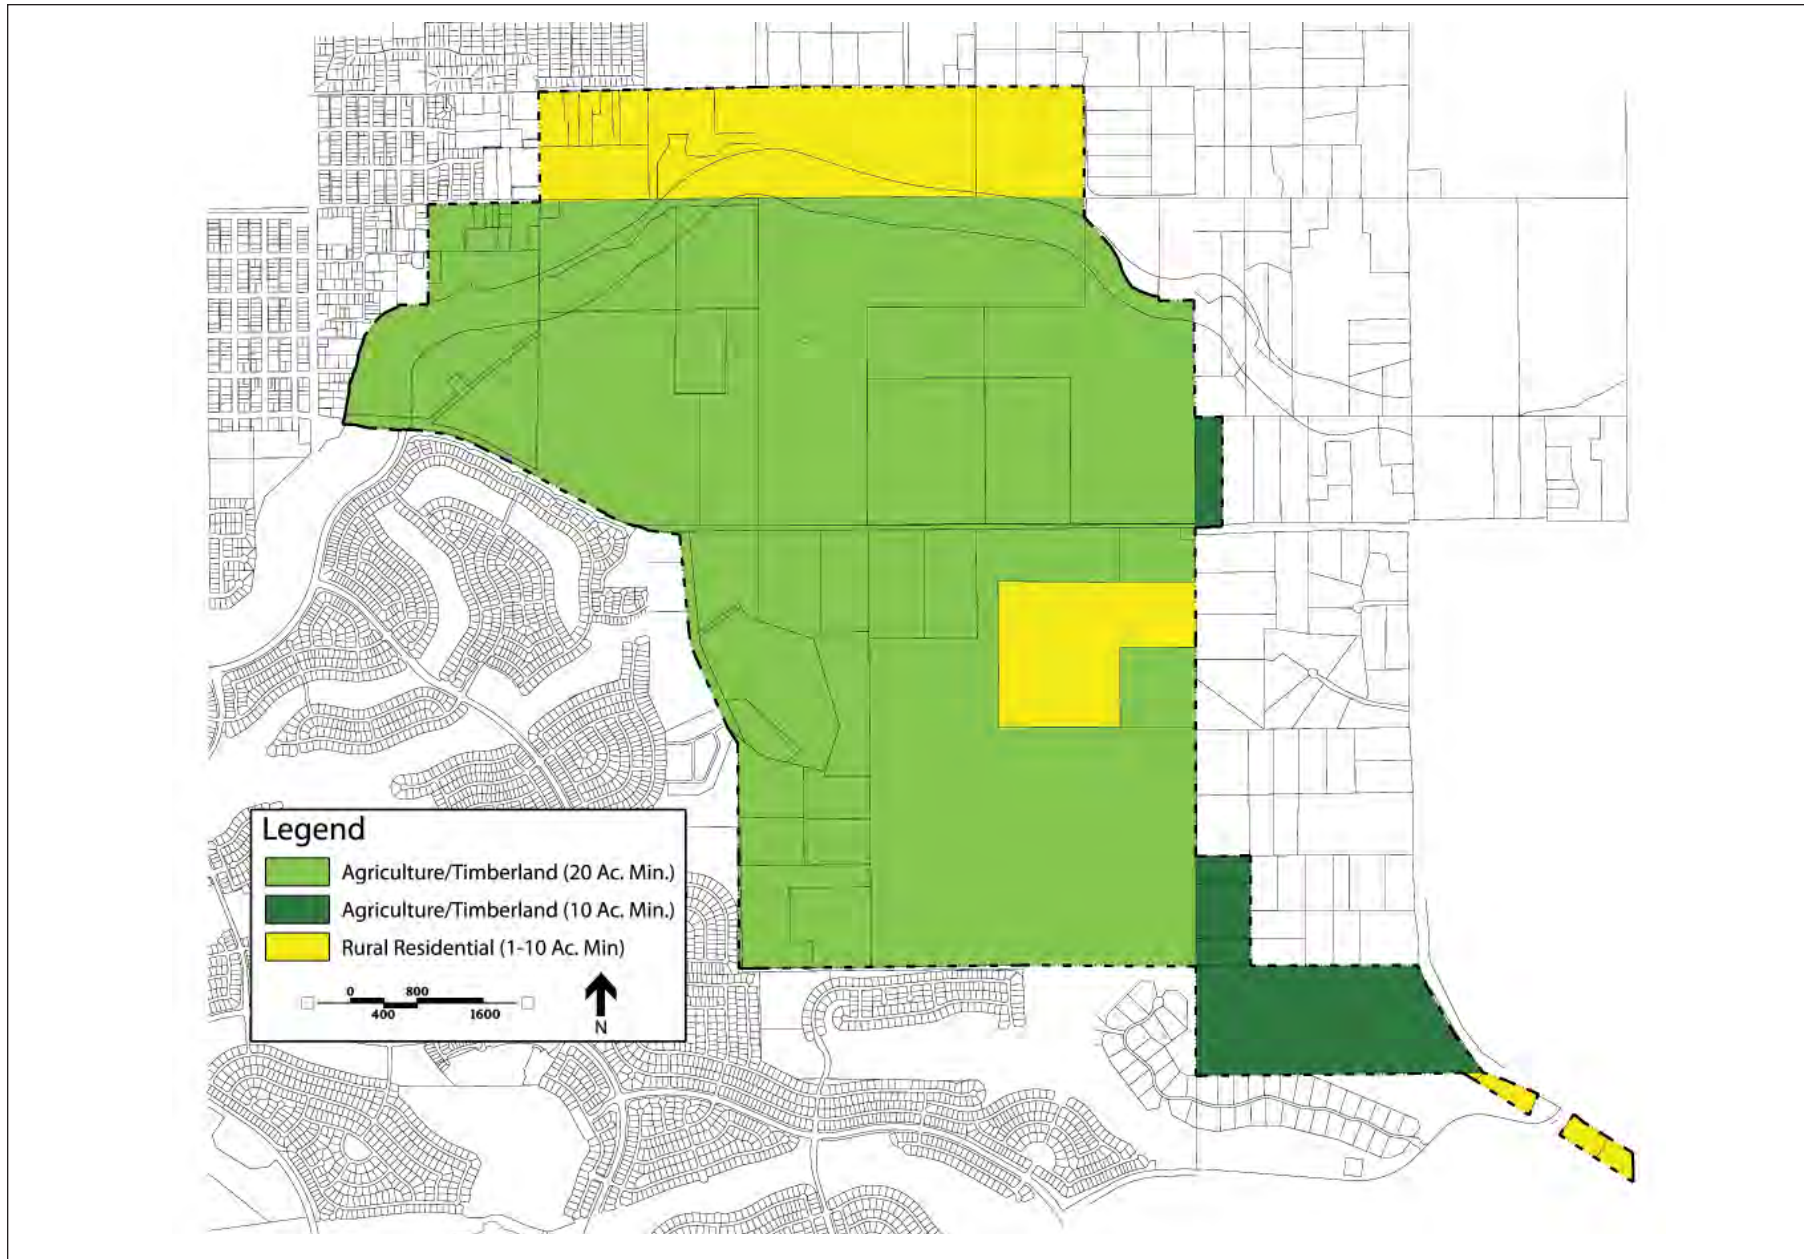 Legend
Agriculture/Timberland (20 Ac. Min.)
Agriculture/Timberland (10 Ac. Min.)
Rural Residential (1-10 Ac. Min)
0 800
400 1600
N